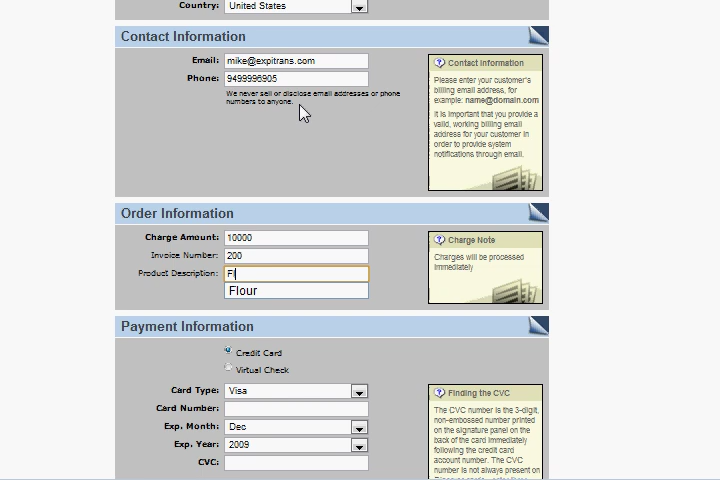 Country: United States
Contact Information
Email: mike@expitrans.com
Phone: 9499996905
We never sell or disclose email addresses or phone
numbers to anyone.
Contact Information
Please enter your customer's
billing email address, for
example: name@domain.com
It is important that you provide a
valid, working billing email
address for your customer in
order to provide system
notifications through email.
Order Information
Charge Amount: 10000
Invoice Number: 200
Product Description: Fl
Flour
Charge Note
Charges will be processed
immediately
Payment Information
Credit Card
Virtual Check
Card Type: Visa
Card Number:
Exp. Month: Dec
Exp. Year: 2009
CVC:
Finding the CVC
The CVC number is the 3-digit,
non-embossed number printed
on the signature panel on the
back of the card immediately
following the credit card
account number. The CVC
number is not always present on